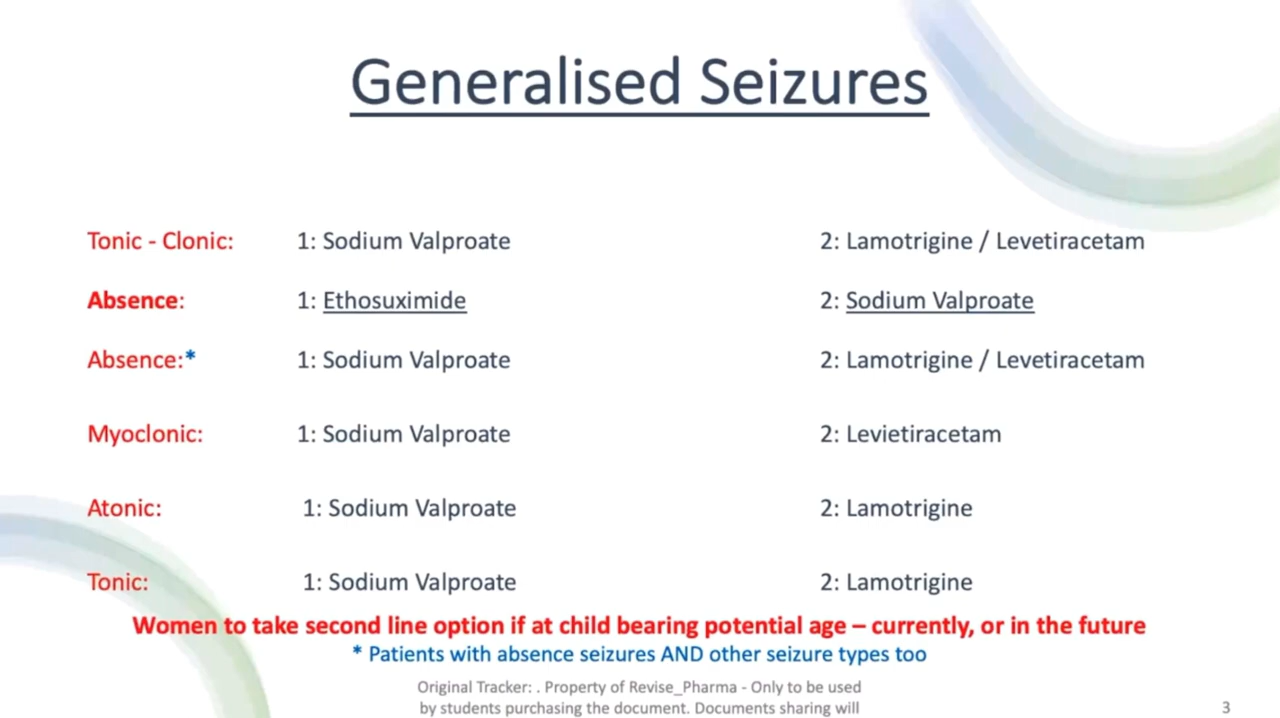 Generalised Seizures
Tonic - Clonic: 1: Sodium Valproate 2: Lamotrigine / Levetiracetam
Absence: 1: Ethosuximide 2: Sodium Valproate
Absence:* 1: Sodium Valproate 2: Lamotrigine / Levetiracetam
Myoclonic: 1: Sodium Valproate 2: Levietiracetam
Atonic: 1: Sodium Valproate 2: Lamotrigine
Tonic: 1: Sodium Valproate 2: Lamotrigine
Women to take second line option if at child bearing potential age – currently, or in the future
* Patients with absence seizures AND other seizure types too
Original Tracker: . Property of Revise_Pharma - Only to be used
by students purchasing the document. Documents sharing will
3